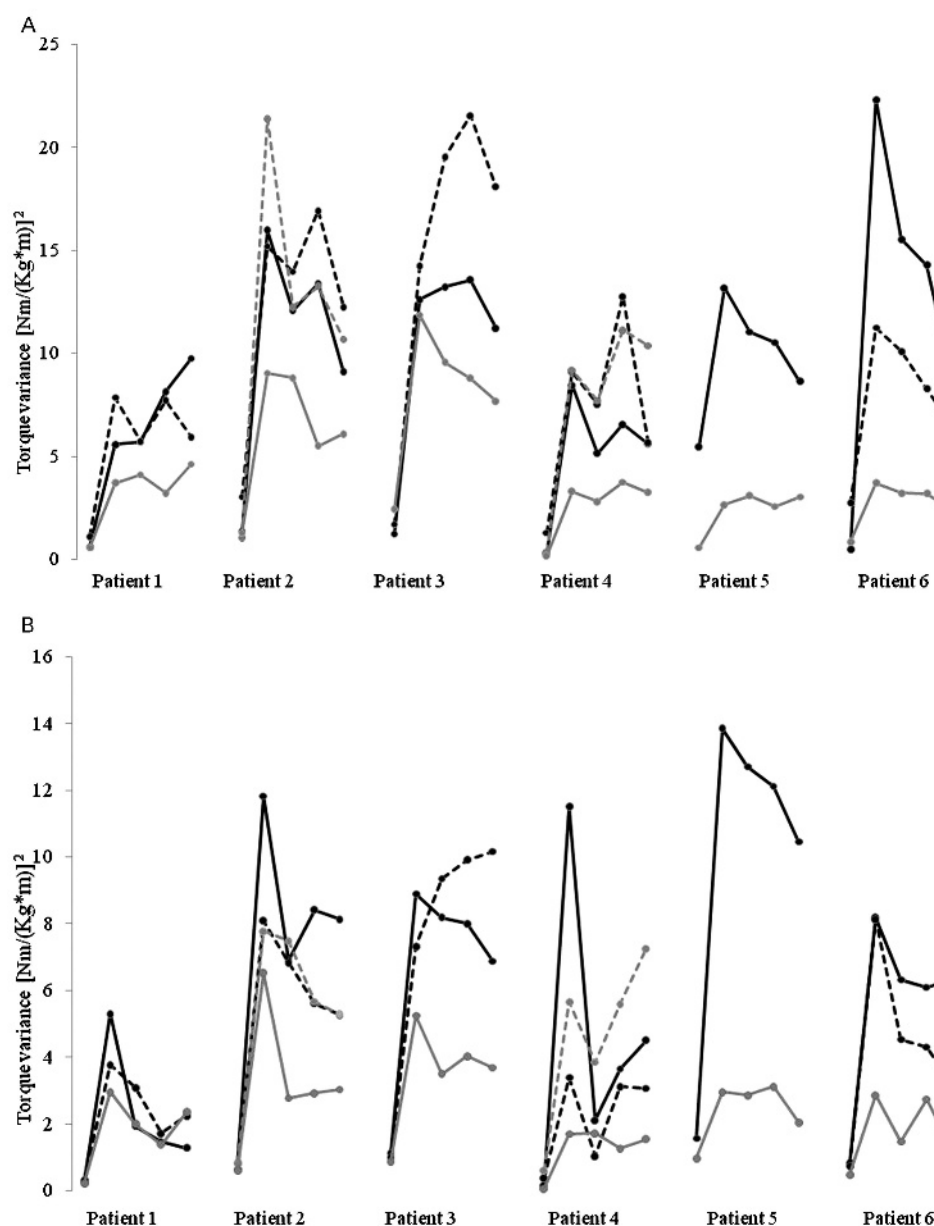 A
25
20
15
10
5
0
Torque variance [Nm/(Kg*m)]²
Patient 1 Patient 2 Patient 3 Patient 4 Patient 5 Patient 6
B
16
14
12
10
8
6
4
2
0
Torque variance [Nm/(Kg*m)]²
Patient 1 Patient 2 Patient 3 Patient 4 Patient 5 Patient 6